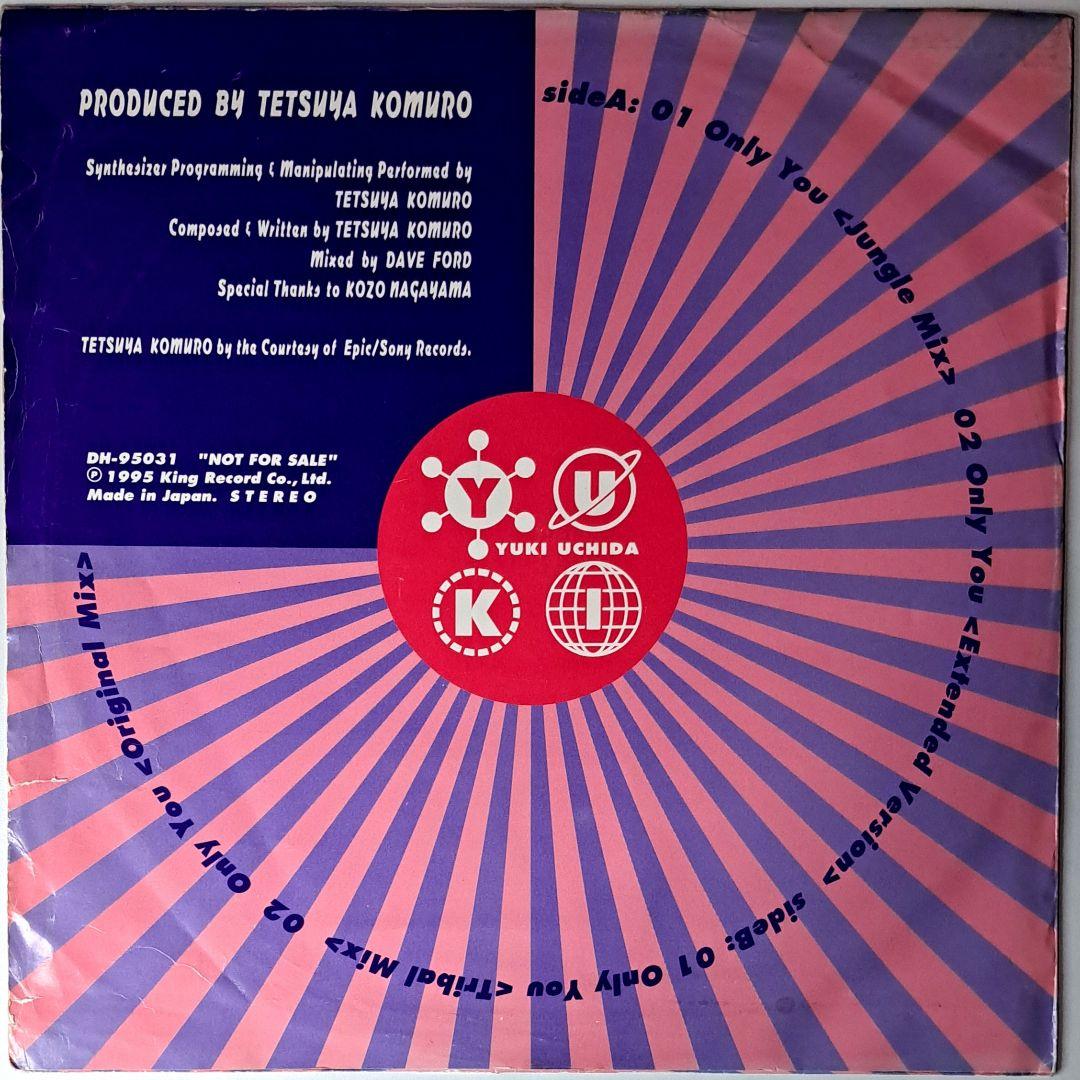 PRODUCED BY TETSUYA KOMURO
Synthesizer Programming & Manipulating Performed by
TETSUYA KOMURO
Composed & Written by TETSUYA KOMURO
Mixed by DAVE FORD
Special Thanks to KOZO NAGAYAMA
TETSUYA KOMURO by the Courtesy of Epic/Sony Records.
DH-95031 "NOT FOR SALE"
℗ 1995 King Record Co., Ltd.
Made in Japan. STEREO
sideA: 01 Only You <Jungle Mix> 02 Only You <Extended Version> sideB: 01 Only You <Tribal Mix> 02 Only You <Original Mix>
Y U
YUKI UCHIDA
K I